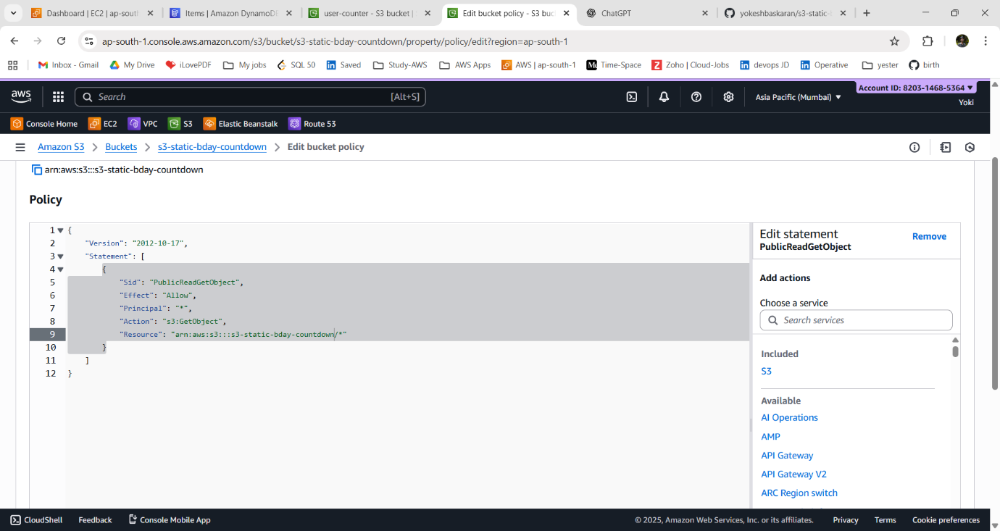 Dashboard | EC2 | ap-sout
Items | Amazon DynamoD
user-counter - S3 bucket |
Edit bucket policy - S3 buc
ChatGPT
yokeshbaskaran/s3-static-
ap-south-1.console.aws.amazon.com/s3/bucket/s3-static-bday-countdown/property/policy/edit?region=ap-south-1
Inbox - Gmail My Drive iLovePDF My jobs SQL 50 Saved Study-AWS AWS Apps AWS | ap-south-1 Time-Space Zoho | Cloud-Jobs devops JD Operative yester birth
aws Search [Alt+S] Asia Pacific (Mumbai) Account ID: 8203-1468-5364
Yoki
Console Home EC2 VPC S3 Elastic Beanstalk Route 53
Amazon S3 > Buckets > s3-static-bday-countdown > Edit bucket policy
arn:aws:s3:::s3-static-bday-countdown
Policy
1 {
2 "Version": "2012-10-17",
3 "Statement": [
4 {
5 "Sid": "PublicReadGetObject",
6 "Effect": "Allow",
7 "Principal": "*",
8 "Action": "s3:GetObject",
9 "Resource": "arn:aws:s3:::s3-static-bday-countdown/*"
10 }
11 ]
12 }
Edit statement
Remove
PublicReadGetObject
Add actions
Choose a service
Search services
Included
S3
Available
AI Operations
AMP
API Gateway
API Gateway V2
ARC Region switch
CloudShell Feedback Console Mobile App © 2025, Amazon Web Services, Inc. or its affiliates. Privacy Terms Cookie preferences